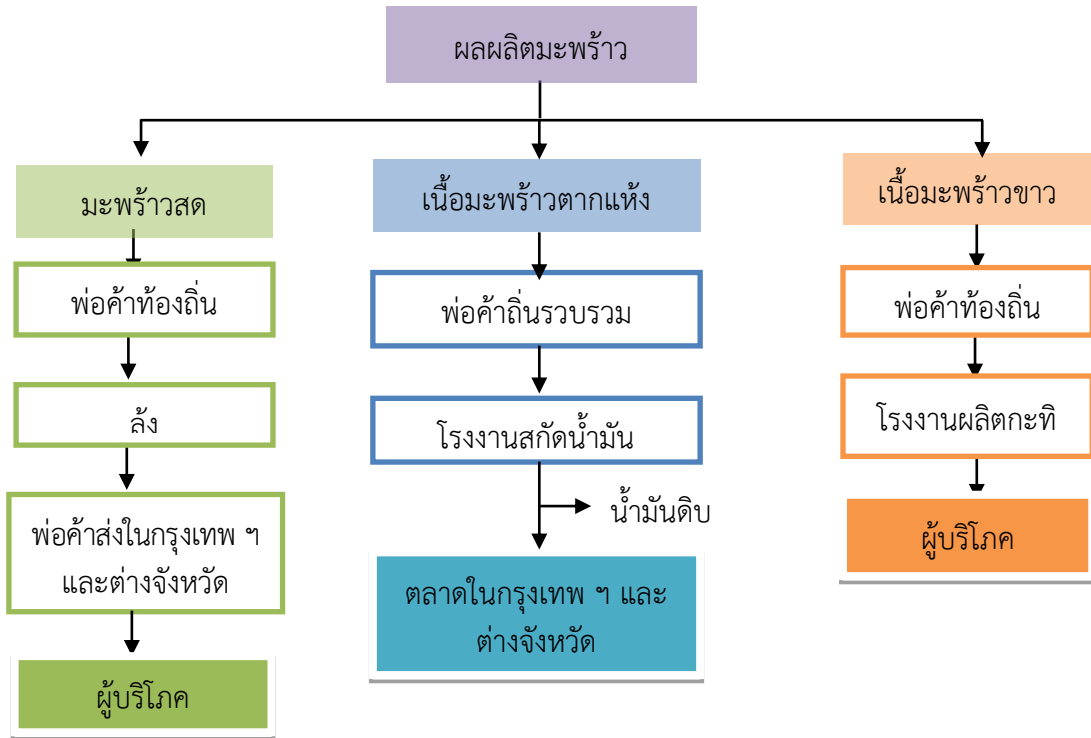 ผลผลิตมะพร้าว
มะพร้าวสด
พ่อค้าท้องถิ่น
ล้ง
พ่อค้าส่งในกรุงเทพ ฯ
และต่างจังหวัด
ผู้บริโภค
เนื้อมะพร้าวตากแห้ง
พ่อค้าถิ่นรวบรวม
โรงงานสกัดน้ำมัน
น้ำมันดิบ
ตลาดในกรุงเทพ ฯ และ
ต่างจังหวัด
เนื้อมะพร้าวขาว
พ่อค้าท้องถิ่น
โรงงานผลิตกะทิ
ผู้บริโภค